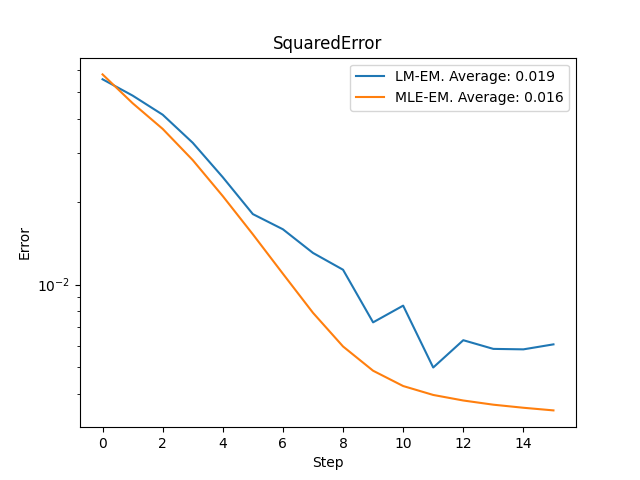 SquaredError
LM-EM. Average: 0.019
MLE-EM. Average: 0.016
Error
10⁻²
0 2 4 6 8 10 12 14
Step